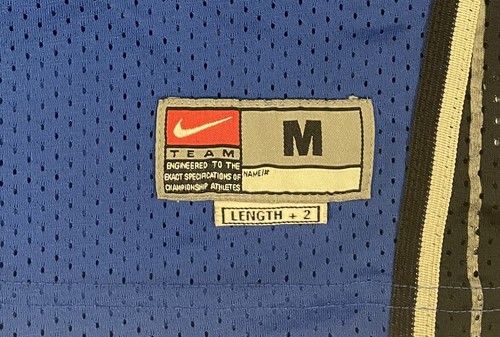 M
TEAM
ENGINEERED TO THE
EXACT SPECIFICATIONS OF
CHAMPIONSHIP ATHLETES
NAME/#
LENGTH + 2